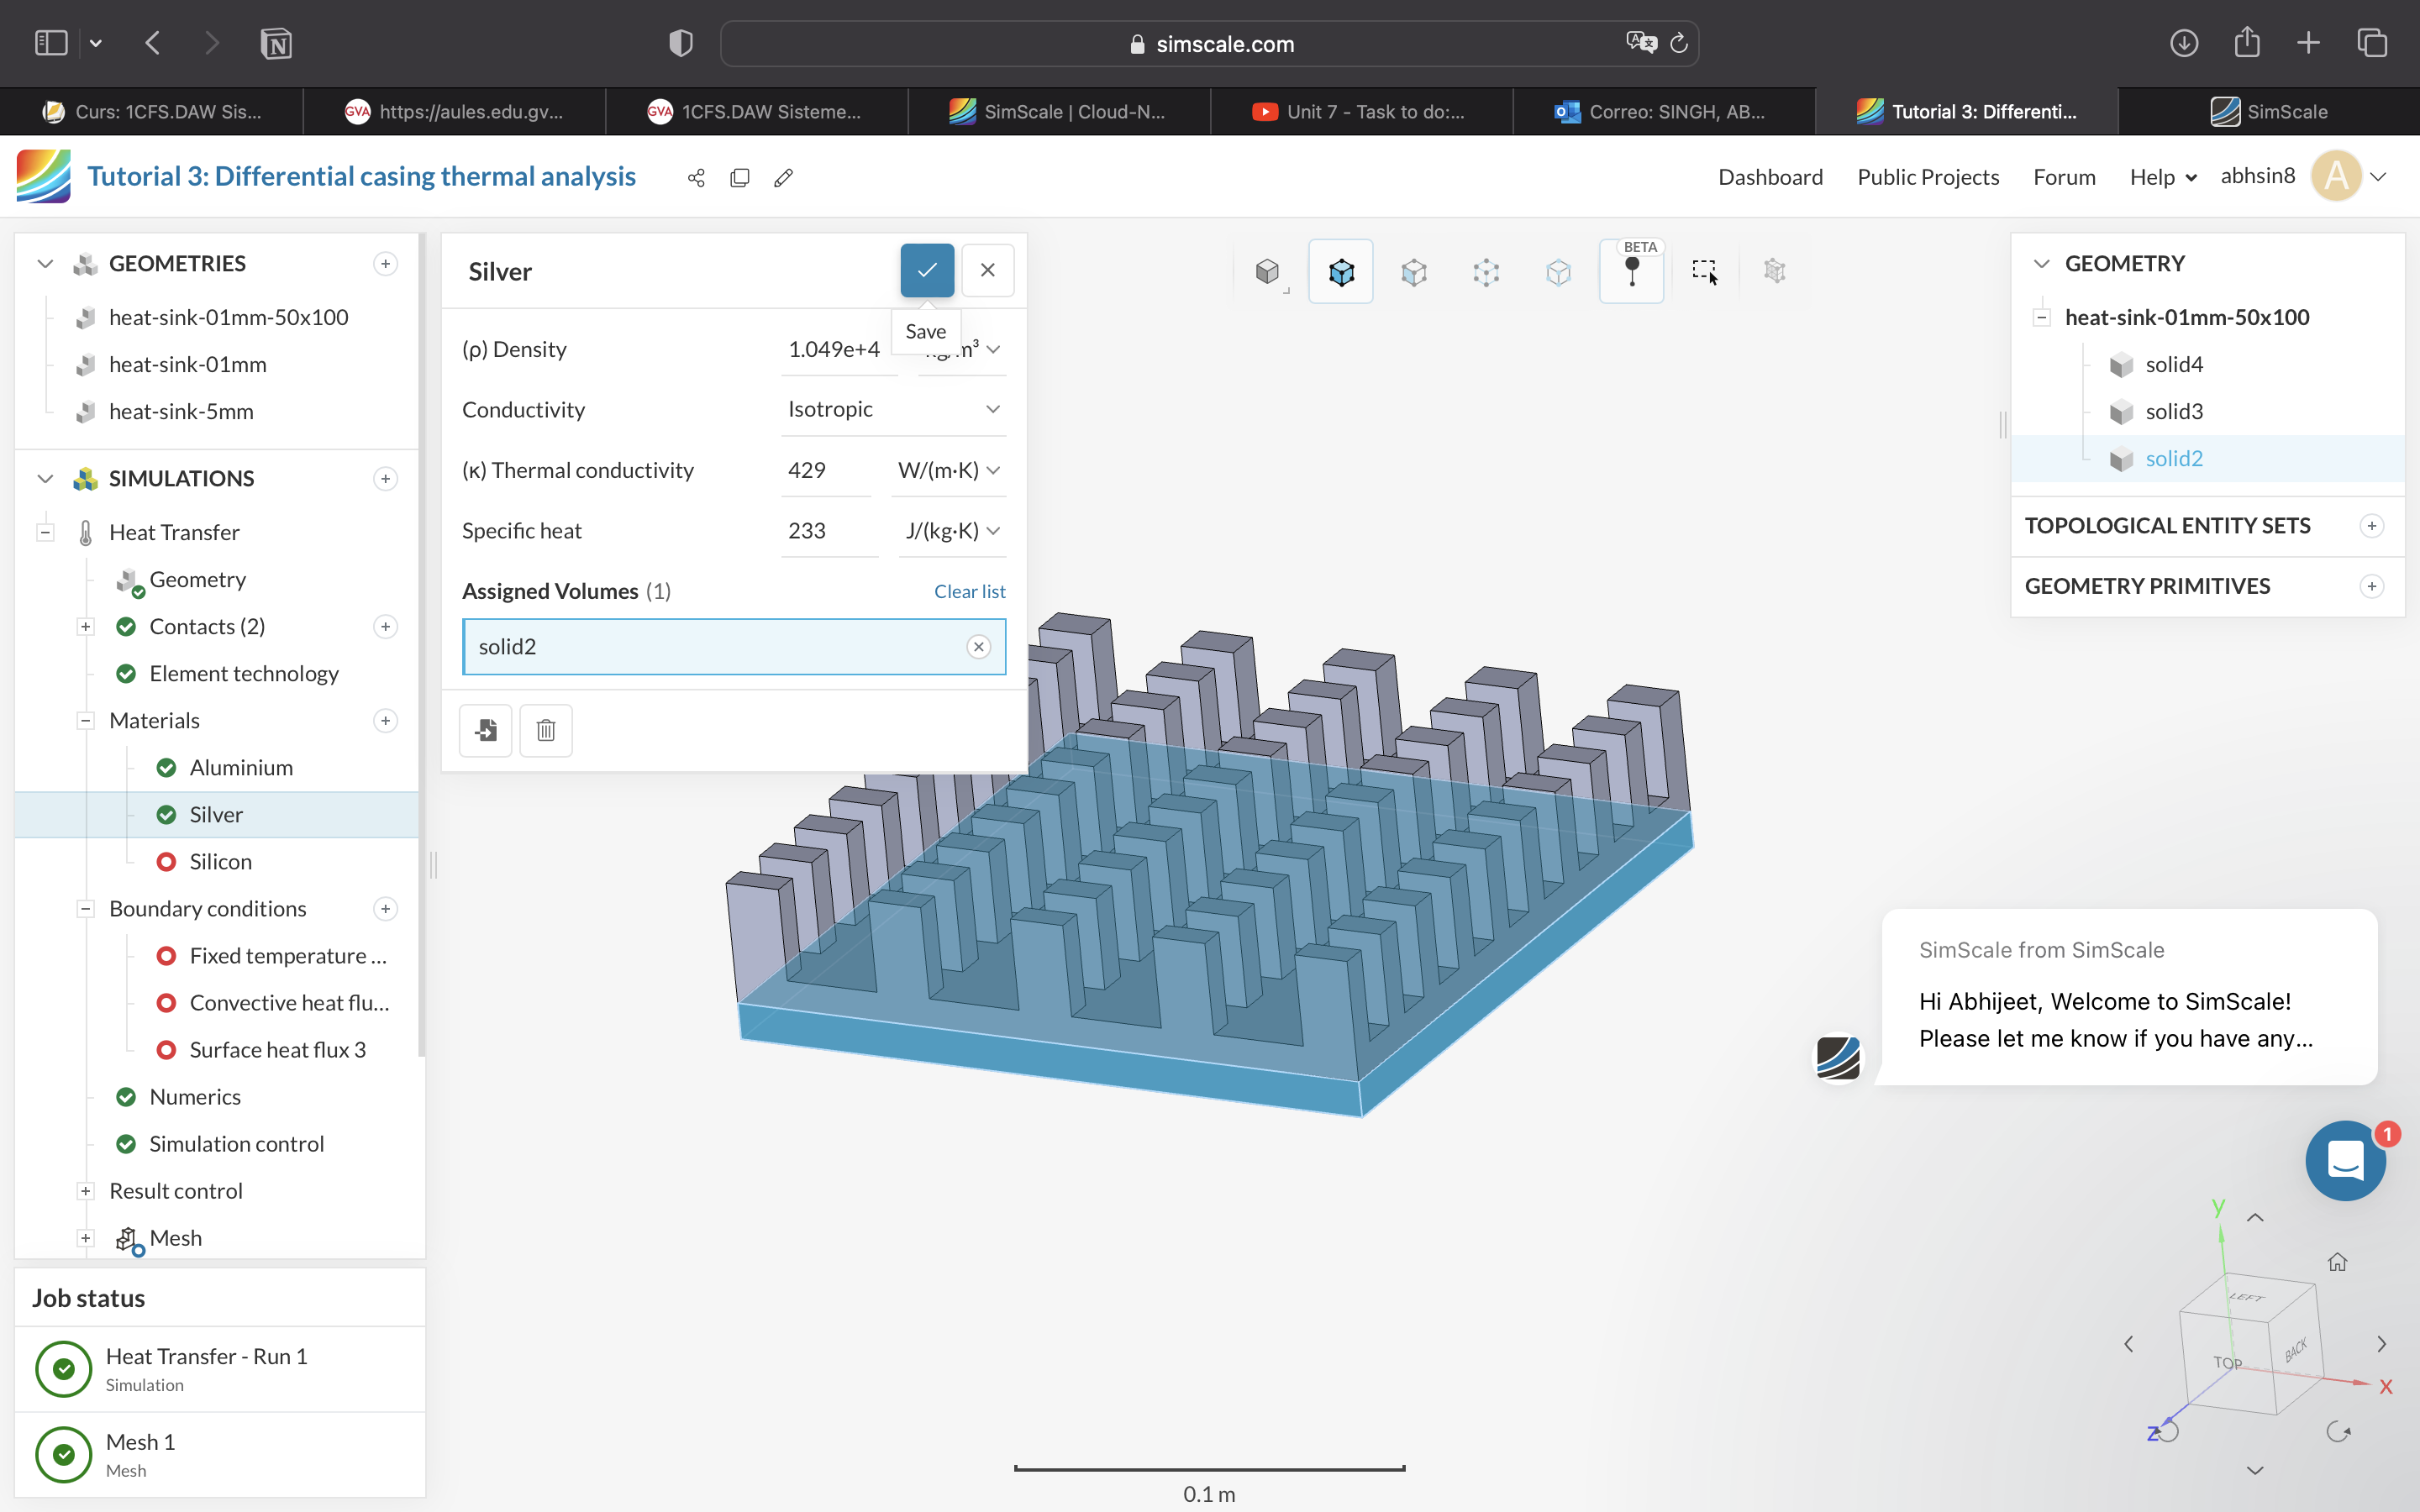 simscale.com
Curs: 1CFS.DAW Sis...
GVA https://aules.edu.gv...
GVA 1CFS.DAW Sisteme...
SimScale | Cloud-N...
Unit 7 - Task to do:...
Correo: SINGH, AB...
Tutorial 3: Differenti...
SimScale
Tutorial 3: Differential casing thermal analysis
Dashboard
Public Projects
Forum
Help
abhsin8
A
GEOMETRIES
heat-sink-01mm-50x100
heat-sink-01mm
heat-sink-5mm
SIMULATIONS
Heat Transfer
Geometry
Contacts (2)
Element technology
Materials
Aluminium
Silver
Silicon
Boundary conditions
Fixed temperature ...
Convective heat flu...
Surface heat flux 3
Numerics
Simulation control
Result control
Mesh
Job status
Heat Transfer - Run 1
Simulation
Mesh 1
Mesh
Silver
Save
(ρ) Density 1.049e+4 kg/m³
Conductivity Isotropic
(κ) Thermal conductivity 429 W/(m·K)
Specific heat 233 J/(kg·K)
Assigned Volumes (1) Clear list
solid2
BETA
0.1 m
GEOMETRY
heat-sink-01mm-50x100
solid4
solid3
solid2
TOPOLOGICAL ENTITY SETS
GEOMETRY PRIMITIVES
SimScale from SimScale
Hi Abhijeet, Welcome to SimScale!
Please let me know if you have any...
1
y
LEFT
TOP
BACK
x
z